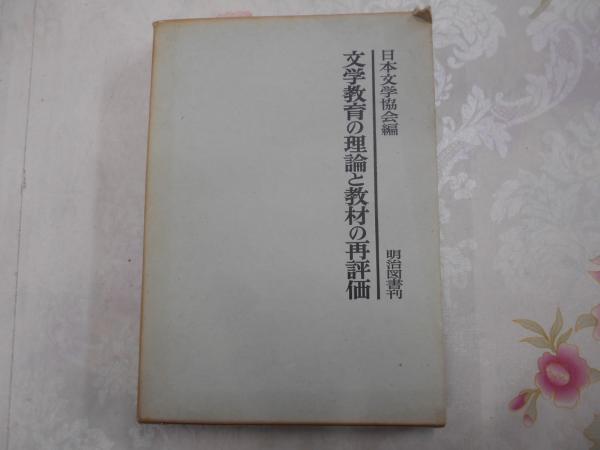 日本文学協会編
明治図書刊
文学教育の理論と教材の再評価